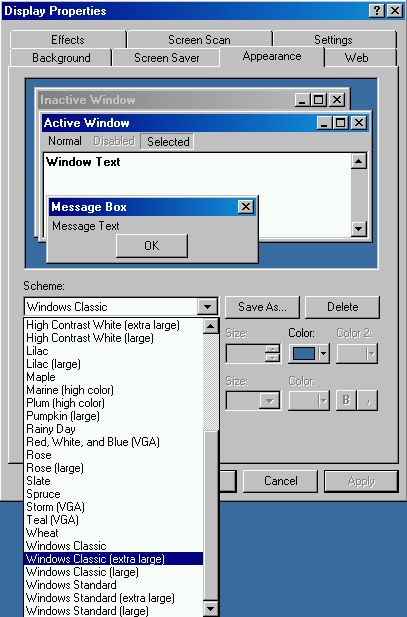 Display Properties
Effects Screen Scan Settings
Background Screen Saver Appearance Web
Inactive Window
Active Window
Normal Disabled Selected
Window Text
Message Box
Message Text
OK
Scheme:
Windows Classic Save As... Delete
Size: Color: Color 2:
Size: Color:
B /
High Contrast White (extra large)
High Contrast White (large)
Lilac
Lilac (large)
Maple
Marine (high color)
Plum (high color)
Pumpkin (large)
Rainy Day
Red, White, and Blue (VGA)
Rose
Rose (large)
Slate
Spruce
Storm (VGA)
Teal (VGA)
Wheat
Windows Classic
Windows Classic (extra large)
Windows Classic (large)
Windows Standard
Windows Standard (extra large)
Windows Standard (large)
Cancel Apply